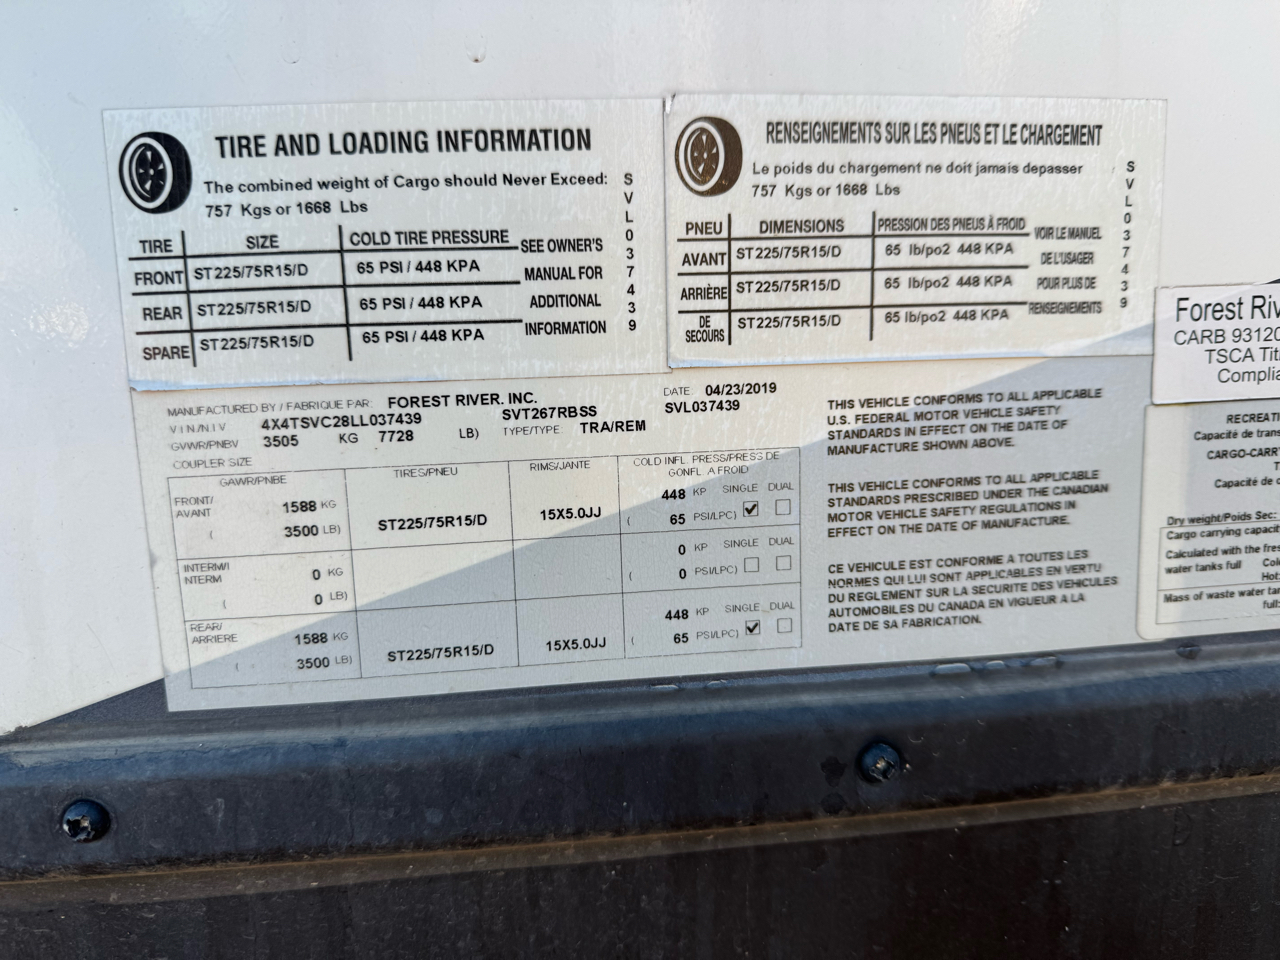 TIRE AND LOADING INFORMATION
The combined weight of Cargo should Never Exceed:
757 Kgs or 1668 Lbs
TIRE SIZE COLD TIRE PRESSURE
FRONT ST225/75R15/D 65 PSI / 448 KPA
REAR ST225/75R15/D 65 PSI / 448 KPA
SPARE ST225/75R15/D 65 PSI / 448 KPA
SEE OWNER'S
MANUAL FOR
ADDITIONAL
INFORMATION
SVL037439
RENSEIGNEMENTS SUR LES PNEUS ET LE CHARGEMENT
Le poids du chargement ne doit jamais depasser
757 Kgs or 1668 Lbs
PNEU DIMENSIONS PRESSION DES PNEUS À FROID
AVANT ST225/75R15/D 65 lb/po2 448 KPA
ARRIÈRE ST225/75R15/D 65 lb/po2 448 KPA
DE SECOURS ST225/75R15/D 65 lb/po2 448 KPA
VOIR LE MANUEL
DE L'USAGER
POUR PLUS DE
RENSEIGNEMENTS
SVL037439
MANUFACTURED BY / FABRIQUE PAR: FOREST RIVER, INC. DATE: 04/23/2019
V I N / N.I.V 4X4TSVC28LL037439 SVT267RBSS SVL037439
GVWR/PNBV 3505 KG 7728 LB) TYPE/TYPE: TRA/REM
COUPLER SIZE
GAWR/PNBE TIRES/PNEU RIMS/JANTE COLD INFL. PRESS/PRESS DE
GONFL. A FROID
FRONT/
AVANT
1588 KG
( 3500 LB)
ST225/75R15/D 15X5.0JJ
448 KP SINGLE DUAL
( 65 PSI/LPC)
INTERM/I
NTERM
0 KG
( 0 LB)
0 KP SINGLE DUAL
( 0 PSI/LPC)
REAR/
ARRIERE
1588 KG
( 3500 LB)
ST225/75R15/D 15X5.0JJ
448 KP SINGLE DUAL
( 65 PSI/LPC)
THIS VEHICLE CONFORMS TO ALL APPLICABLE
U.S. FEDERAL MOTOR VEHICLE SAFETY
STANDARDS IN EFFECT ON THE DATE OF
MANUFACTURE SHOWN ABOVE.
THIS VEHICLE CONFORMS TO ALL APPLICABLE
STANDARDS PRESCRIBED UNDER THE CANADIAN
MOTOR VEHICLE SAFETY REGULATIONS IN
EFFECT ON THE DATE OF MANUFACTURE.
CE VEHICULE EST CONFORME A TOUTES LES
NORMES QUI LUI SONT APPLICABLES EN VERTU
DU REGLEMENT SUR LA SECURITE DES VEHICULES
AUTOMOBILES DU CANADA EN VIGUEUR A LA
DATE DE SA FABRICATION.
Forest Riv
CARB 93120
TSCA Tit
Complia
RECREATI
Capacité de trans
CARGO-CARR
Capacité de c
Dry weight/Poids Sec:
Cargo carrying capacit
Calculated with the fres
water tanks full Col
Hot:
Mass of waste water tan
full: